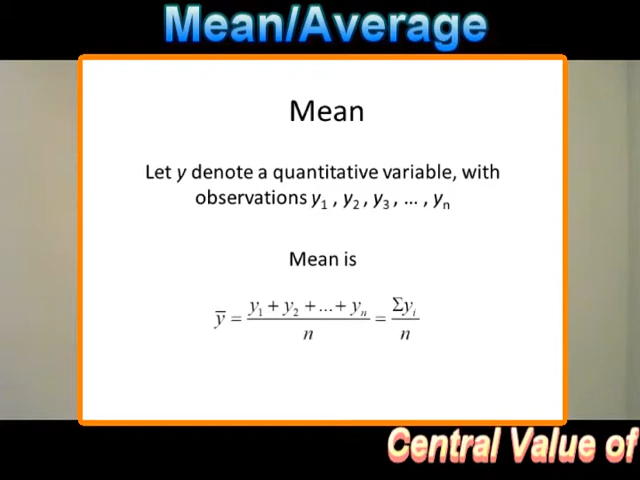 Mean/Average
Mean
Let y denote a quantitative variable, with
observations y₁ , y₂ , y₃ , ... , yₙ
Mean is
y̅ = (y₁ + y₂ + ... + yₙ) / n = Σyᵢ / n
Central Value of